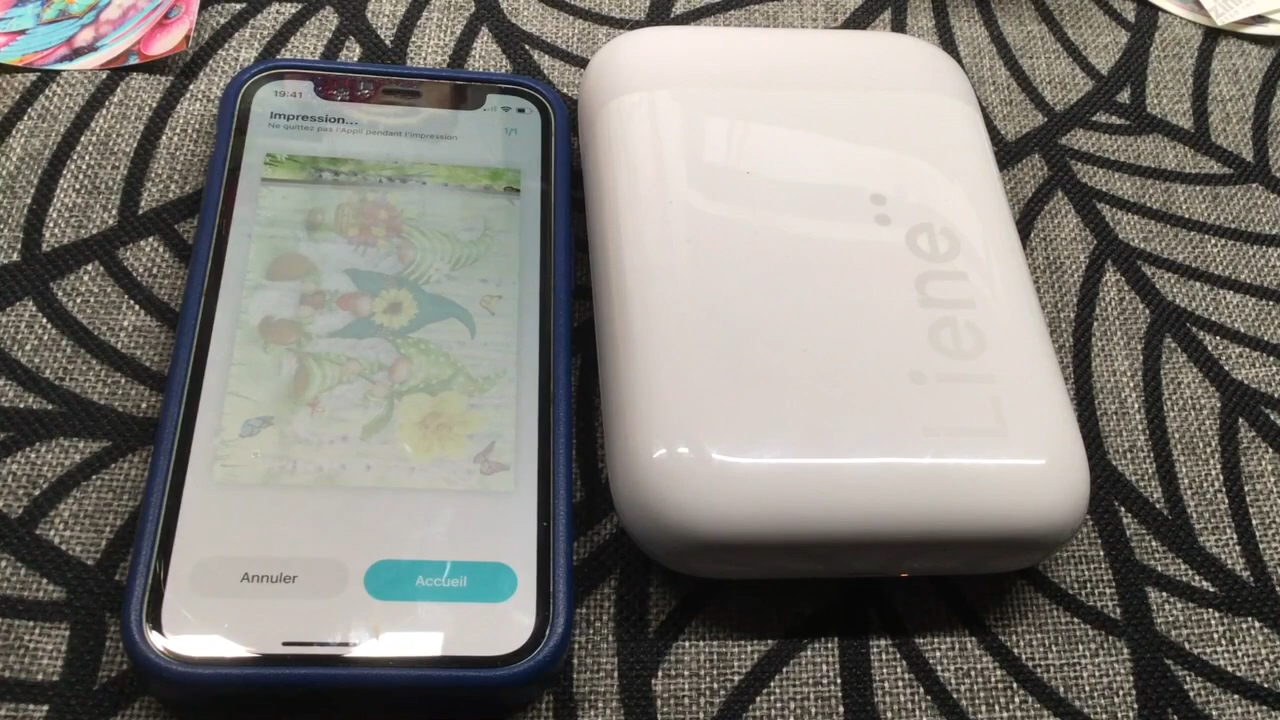 19:41
Impression...
Ne quittez pas l'Appli pendant l'impression
1/1
Annuler
Accueil
Liene